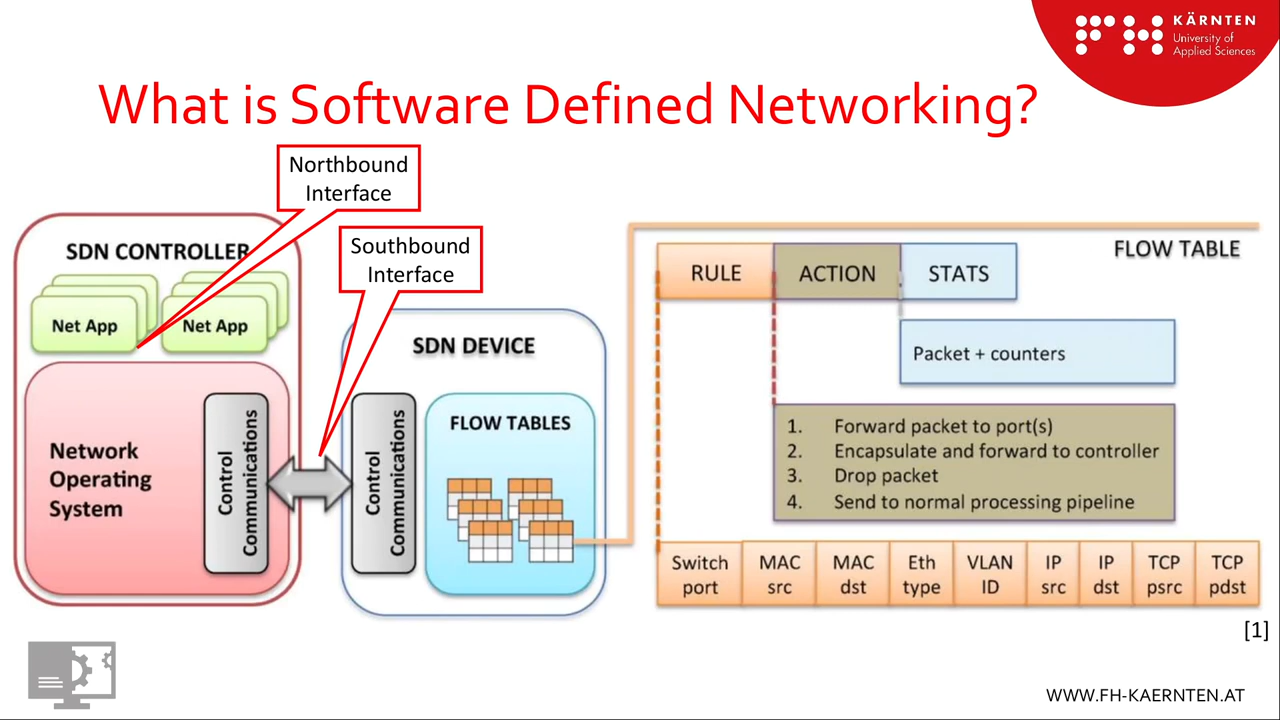 KÄRNTEN
University of
Applied Sciences
What is Software Defined Networking?
Northbound
Interface
Southbound
Interface
SDN CONTROLLER
Net App
Net App
Network
Operating
System
Control
Communications
SDN DEVICE
Control
Communications
FLOW TABLES
FLOW TABLE
RULE
ACTION
STATS
Packet + counters
1. Forward packet to port(s)
2. Encapsulate and forward to controller
3. Drop packet
4. Send to normal processing pipeline
Switch
port
MAC
src
MAC
dst
Eth
type
VLAN
ID
IP
src
IP
dst
TCP
psrc
TCP
pdst
[1]
WWW.FH-KAERNTEN.AT